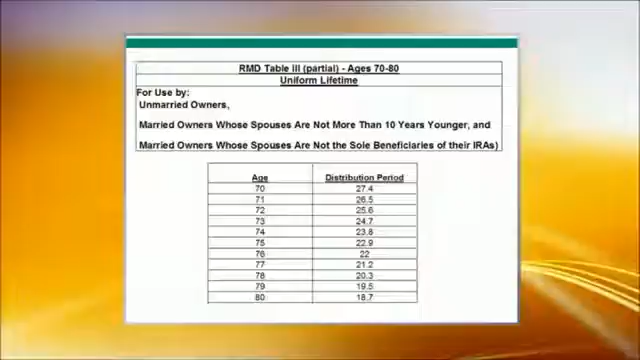 RMD Table III (partial) - Ages 70-80
Uniform Lifetime
For Use by:
Unmarried Owners,
Married Owners Whose Spouses Are Not More Than 10 Years Younger, and
Married Owners Whose Spouses Are Not the Sole Beneficiaries of their IRAs)
Age Distribution Period
70 27.4
71 26.5
72 25.6
73 24.7
74 23.8
75 22.9
76 22
77 21.2
78 20.3
79 19.5
80 18.7